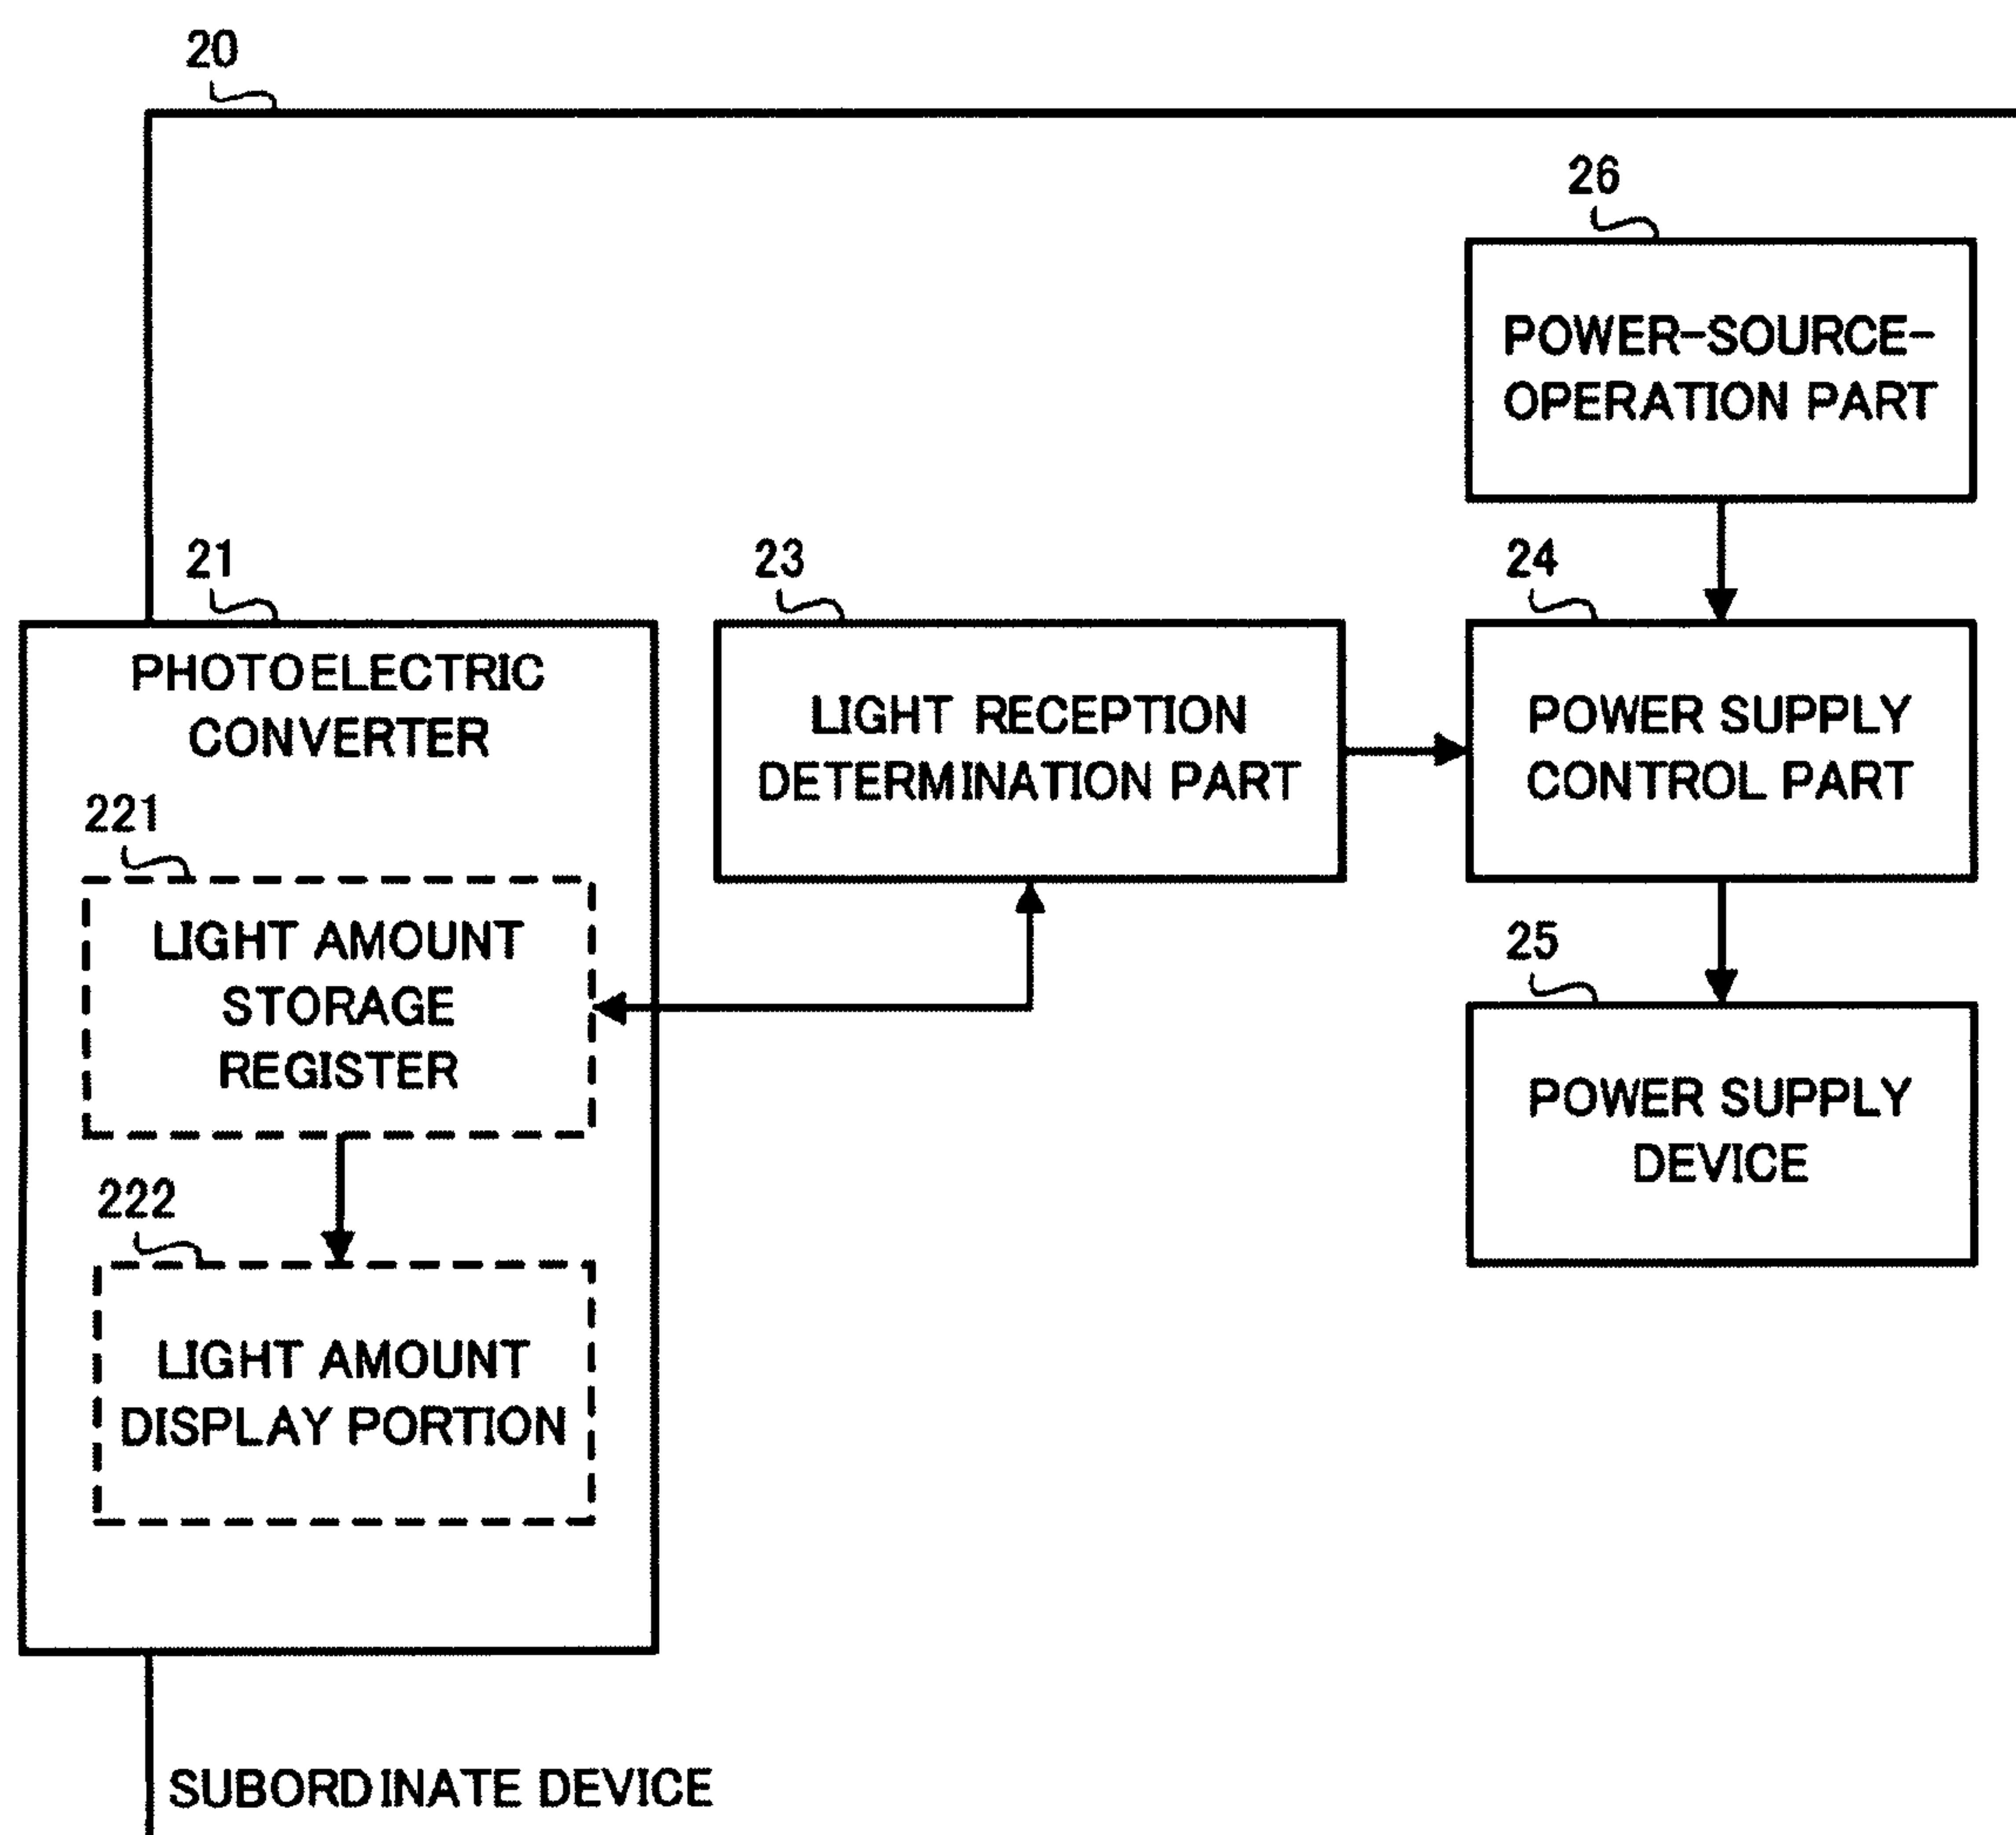 20
26
POWER-SOURCE-
OPERATION PART
21
PHOTOELECTRIC
CONVERTER
23
LIGHT RECEPTION
DETERMINATION PART
24
POWER SUPPLY
CONTROL PART
221
LIGHT AMOUNT
STORAGE
REGISTER
25
POWER SUPPLY
DEVICE
222
LIGHT AMOUNT
DISPLAY PORTION
SUBORDINATE DEVICE